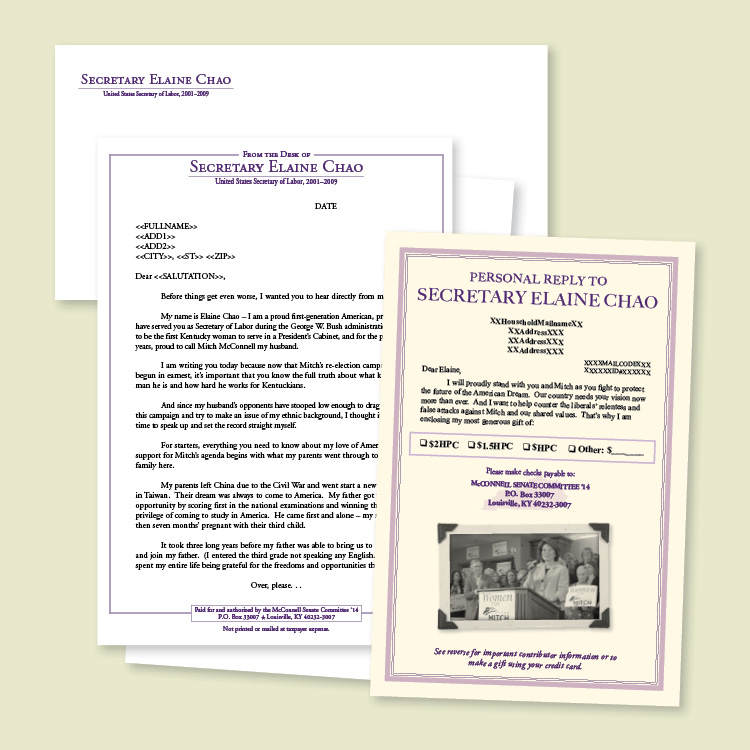 SECRETARY ELAINE CHAO
United States Secretary of Labor, 2001–2009
FROM THE DESK OF
SECRETARY ELAINE CHAO
United States Secretary of Labor, 2001–2009
DATE
<<FULLNAME>>
<<ADD1>>
<<ADD2>>
<<CITY>>, <<ST>> <<ZIP>>
Dear <<SALUTATION>>,
Before things get even worse, I wanted you to hear directly from m
My name is Elaine Chao – I am a proud first-generation American, pr
have served you as Secretary of Labor during the George W. Bush administrati
to be the first Kentucky woman to serve in a President's Cabinet, and for the p
years, proud to call Mitch McConnell my husband.
I am writing you today because now that Mitch's re-election camp
begun in earnest, it's important that you know the full truth about what k
man he is and how hard he works for Kentuckians.
And since my husband's opponents have stooped low enough to drag
this campaign and try to make an issue of my ethnic background, I thought i
time to speak up and set the record straight myself.
For starters, everything you need to know about my love of Amer
support for Mitch's agenda begins with what my parents went through to
family here.
My parents left China due to the Civil War and went start a new
in Taiwan. Their dream was always to come to America. My father got
opportunity by scoring first in the national examinations and winning th
privilege of coming to study in America. He came first and alone – my
then seven months' pregnant with their third child.
It took three long years before my father was able to bring us to
and join my father. (I entered the third grade not speaking any English.
spent my entire life being grateful for the freedoms and opportunities th
Over, please. . .
Paid for and authorized by the McConnell Senate Committee '14
P.O. Box 33007 ★ Louisville, KY 40232-3007
Not printed or mailed at taxpayer expense.
PERSONAL REPLY TO
SECRETARY ELAINE CHAO
XXHouseholdMailnameXX
XXAddressXXX
XXAddressXXX
XXAddressXXX
XXXXMAILCODEXXX
XXXXXXIDAXXXXXX
Dear Elaine,
I will proudly stand with you and Mitch as you fight to protect
the future of the American Dream. Our country needs your vision now
more than ever. And I want to help counter the liberals' relentless and
false attacks against Mitch and our shared values. That's why I am
enclosing my most generous gift of:
❑ $2HPC ❑ $1.5HPC ❑ $HPC ❑ Other: $______
Please make checks payable to:
McCONNELL SENATE COMMITTEE '14
P.O. Box 33007
Louisville, KY 40232-3007
Women
MITCH
MITCH
See reverse for important contributor information or to
make a gift using your credit card.